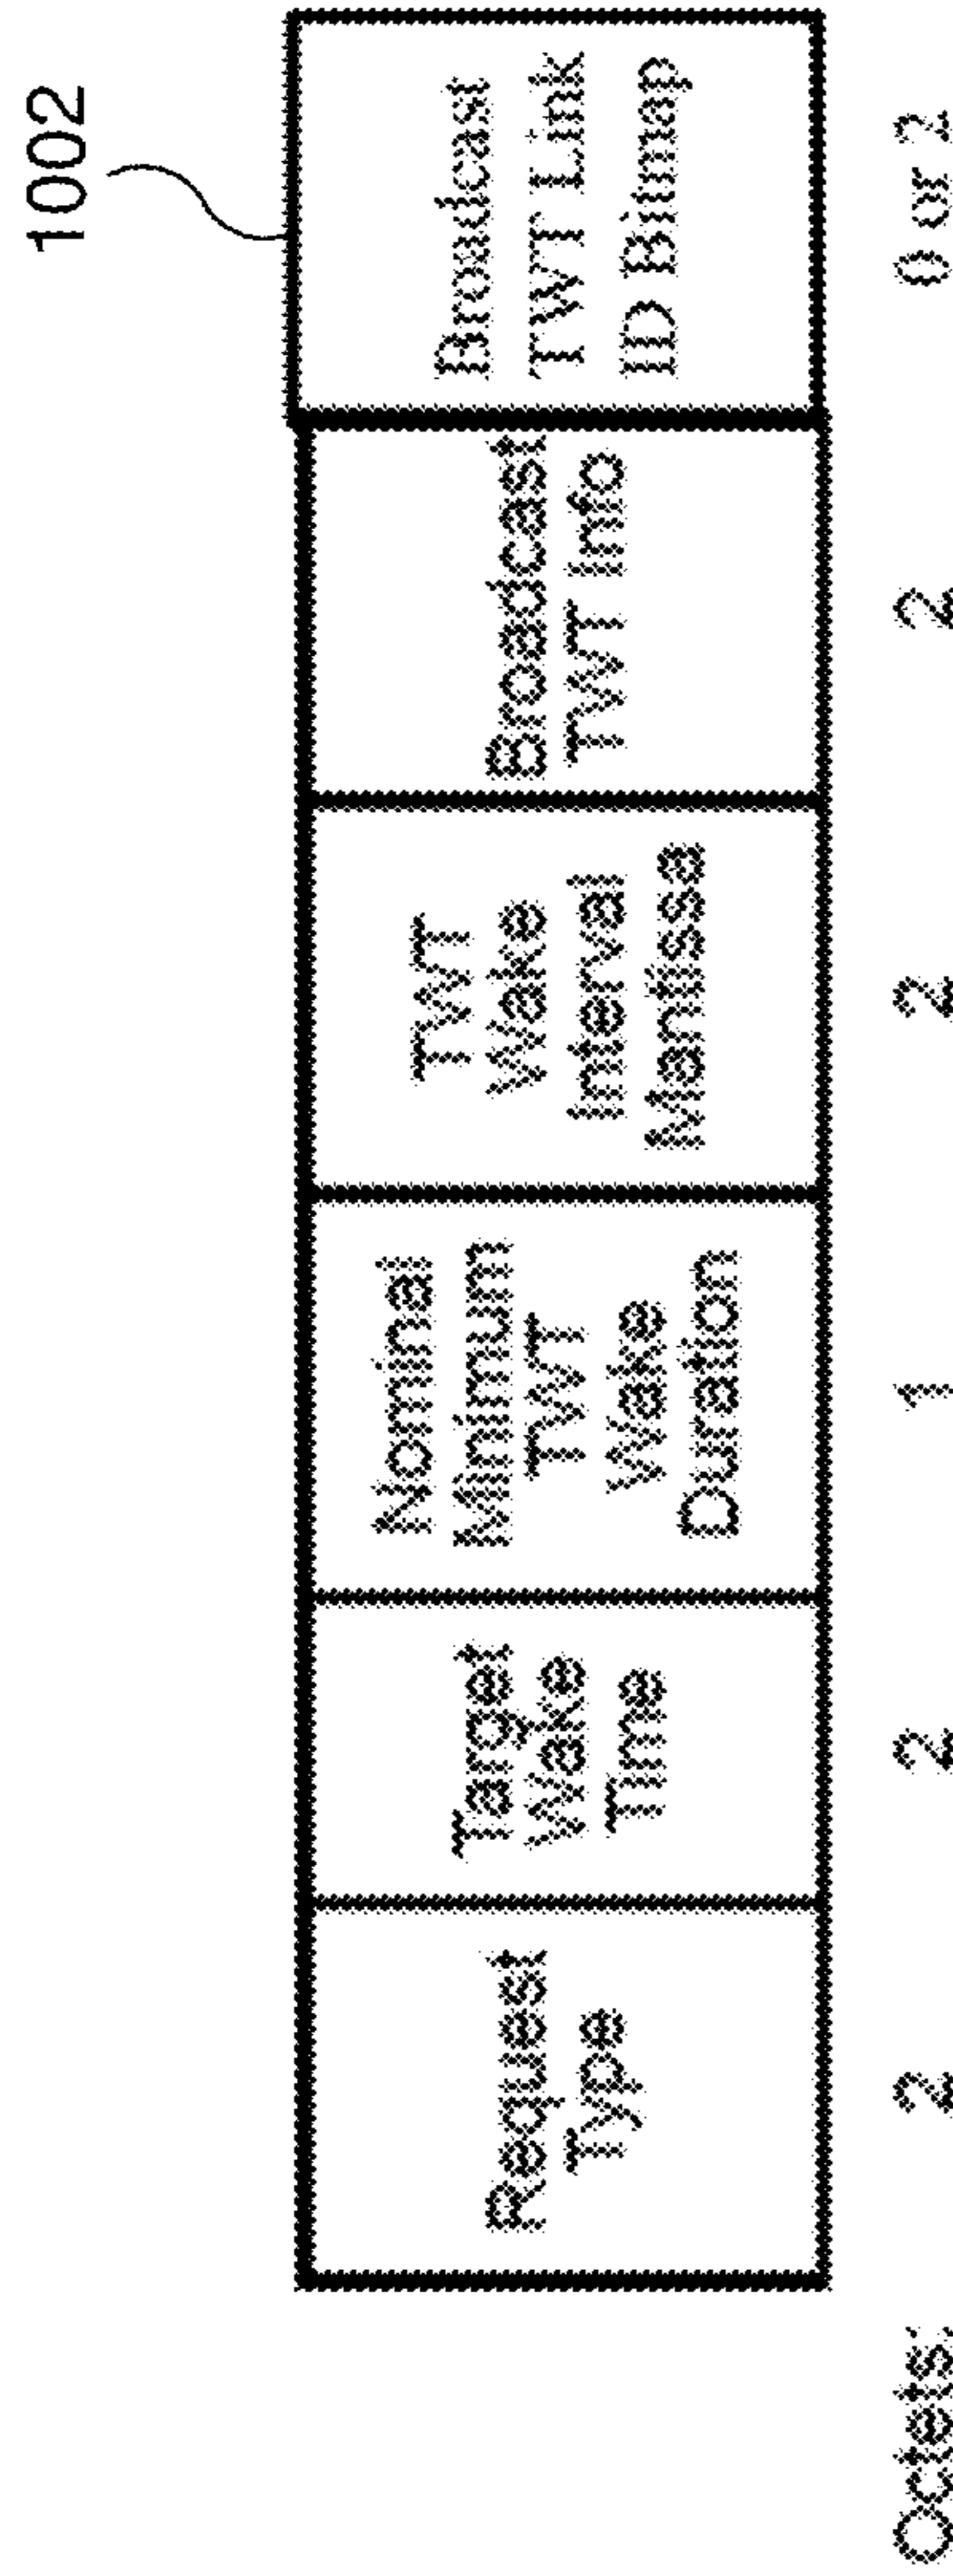 1002
Request
Type
Target
Wake
Time
Nominal
Minimum
TWT
Wake
Duration
TWT
Wake
Interval
Mantissa
Broadcast
TWT Info
Broadcast
TWT Link
ID Bitmap
Octets: 2 2 1 2 2 0 or 2